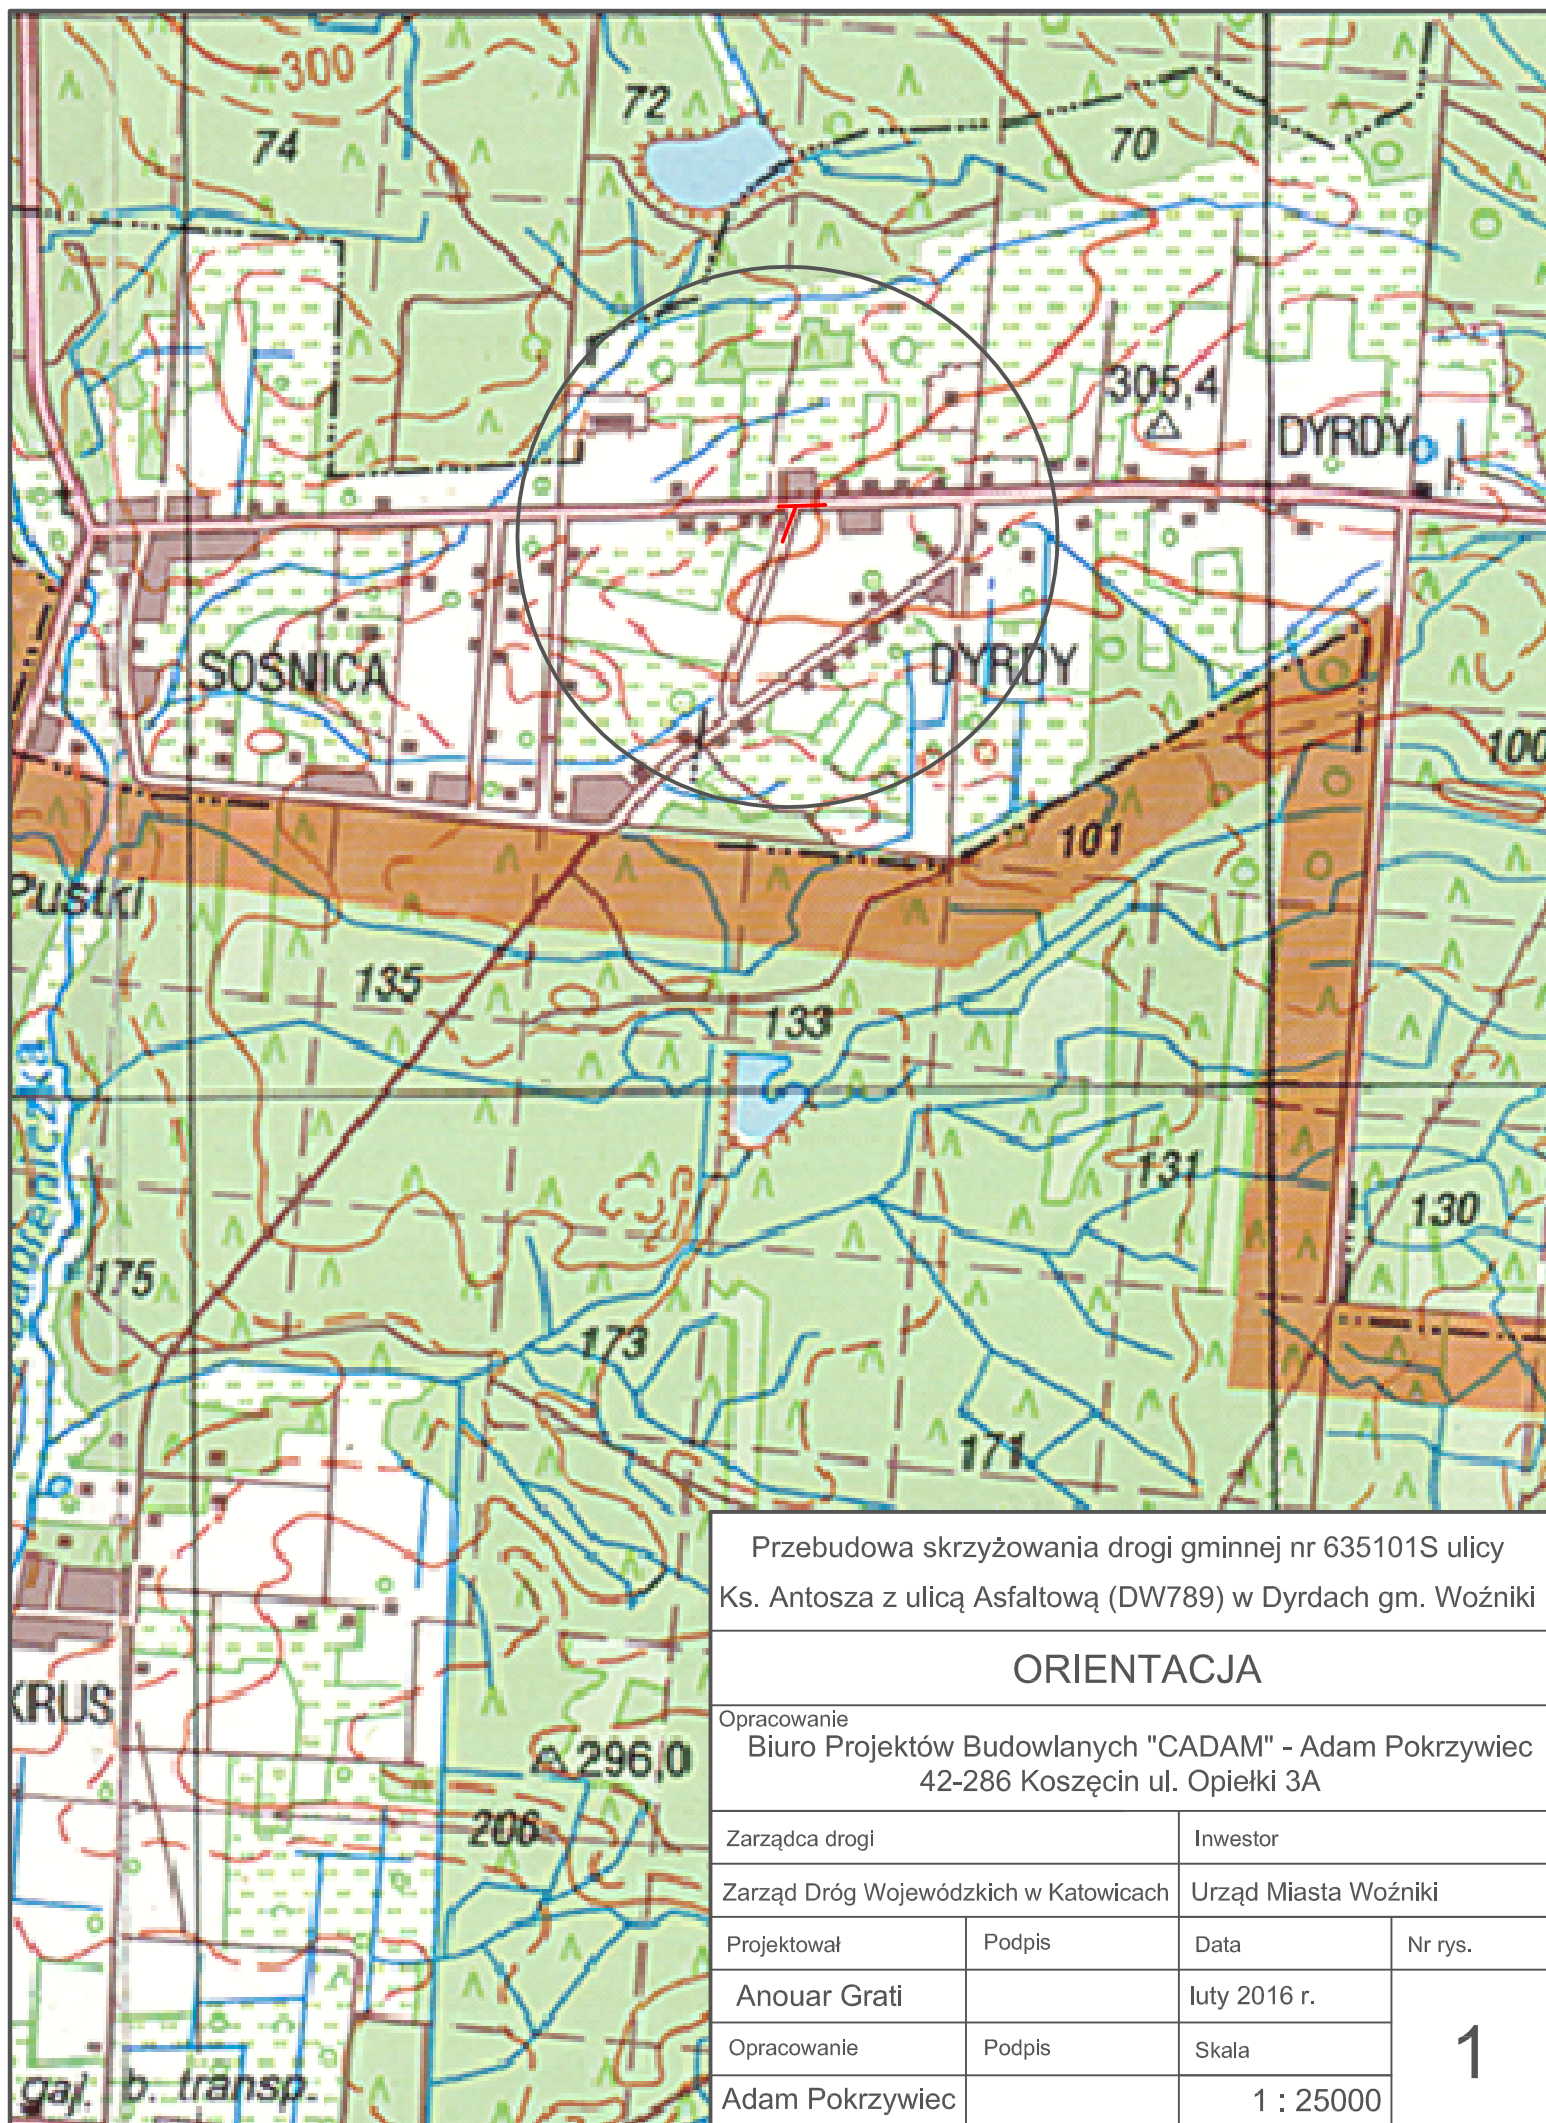 300
72
74
70
305,4
DYRDY
SOŚNICA
DYRDY
100
101
Pustki
135
133
131
130
175
173
171
KRUS
296,0
206
gaj. b. transp.
Przebudowa skrzyżowania drogi gminnej nr 635101S ulicy
Ks. Antosza z ulicą Asfaltową (DW789) w Dyrdach gm. Woźniki
ORIENTACJA
Opracowanie
Biuro Projektów Budowlanych "CADAM" - Adam Pokrzywiec
42-286 Koszęcin ul. Opiełki 3A
Zarządca drogi Inwestor
Zarząd Dróg Wojewódzkich w Katowicach Urząd Miasta Woźniki
Projektował Podpis Data Nr rys.
Anouar Grati luty 2016 r.
Opracowanie Podpis Skala 1
Adam Pokrzywiec 1 : 25000